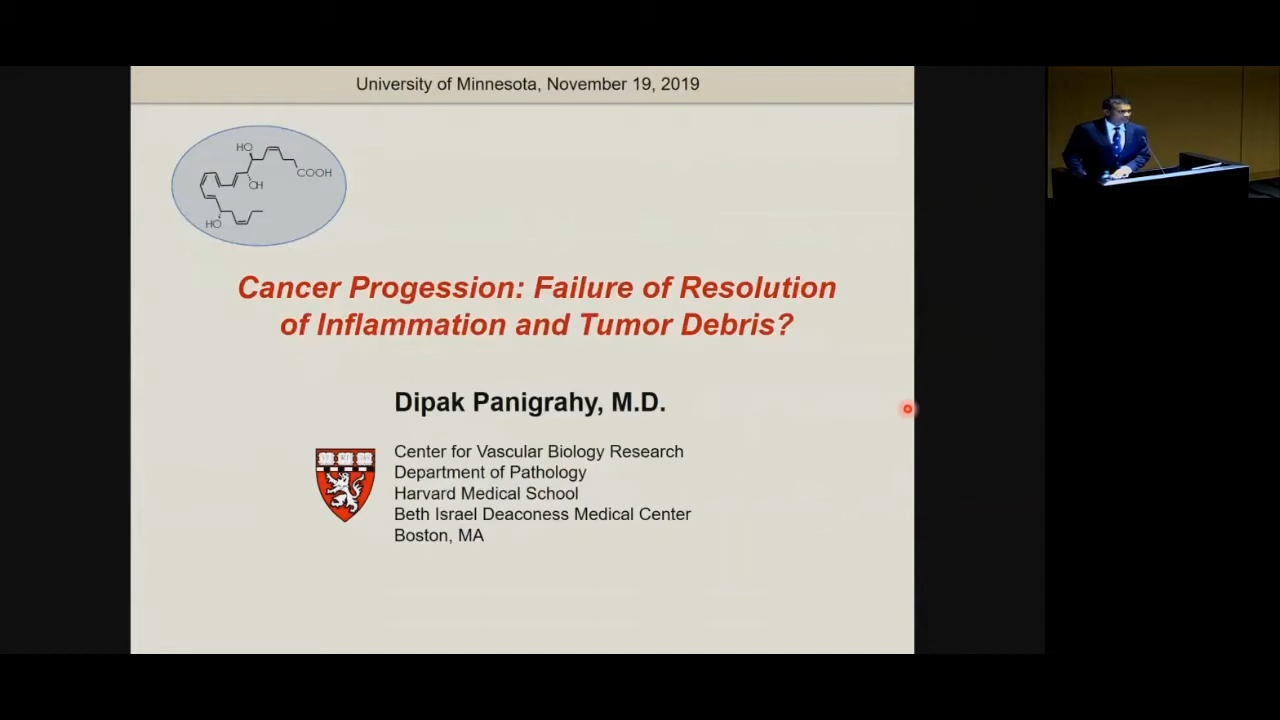 University of Minnesota, November 19, 2019
HO
COOH
OH
HO
Cancer Progession: Failure of Resolution
of Inflammation and Tumor Debris?
Dipak Panigrahy, M.D.
Center for Vascular Biology Research
Department of Pathology
Harvard Medical School
Beth Israel Deaconess Medical Center
Boston, MA